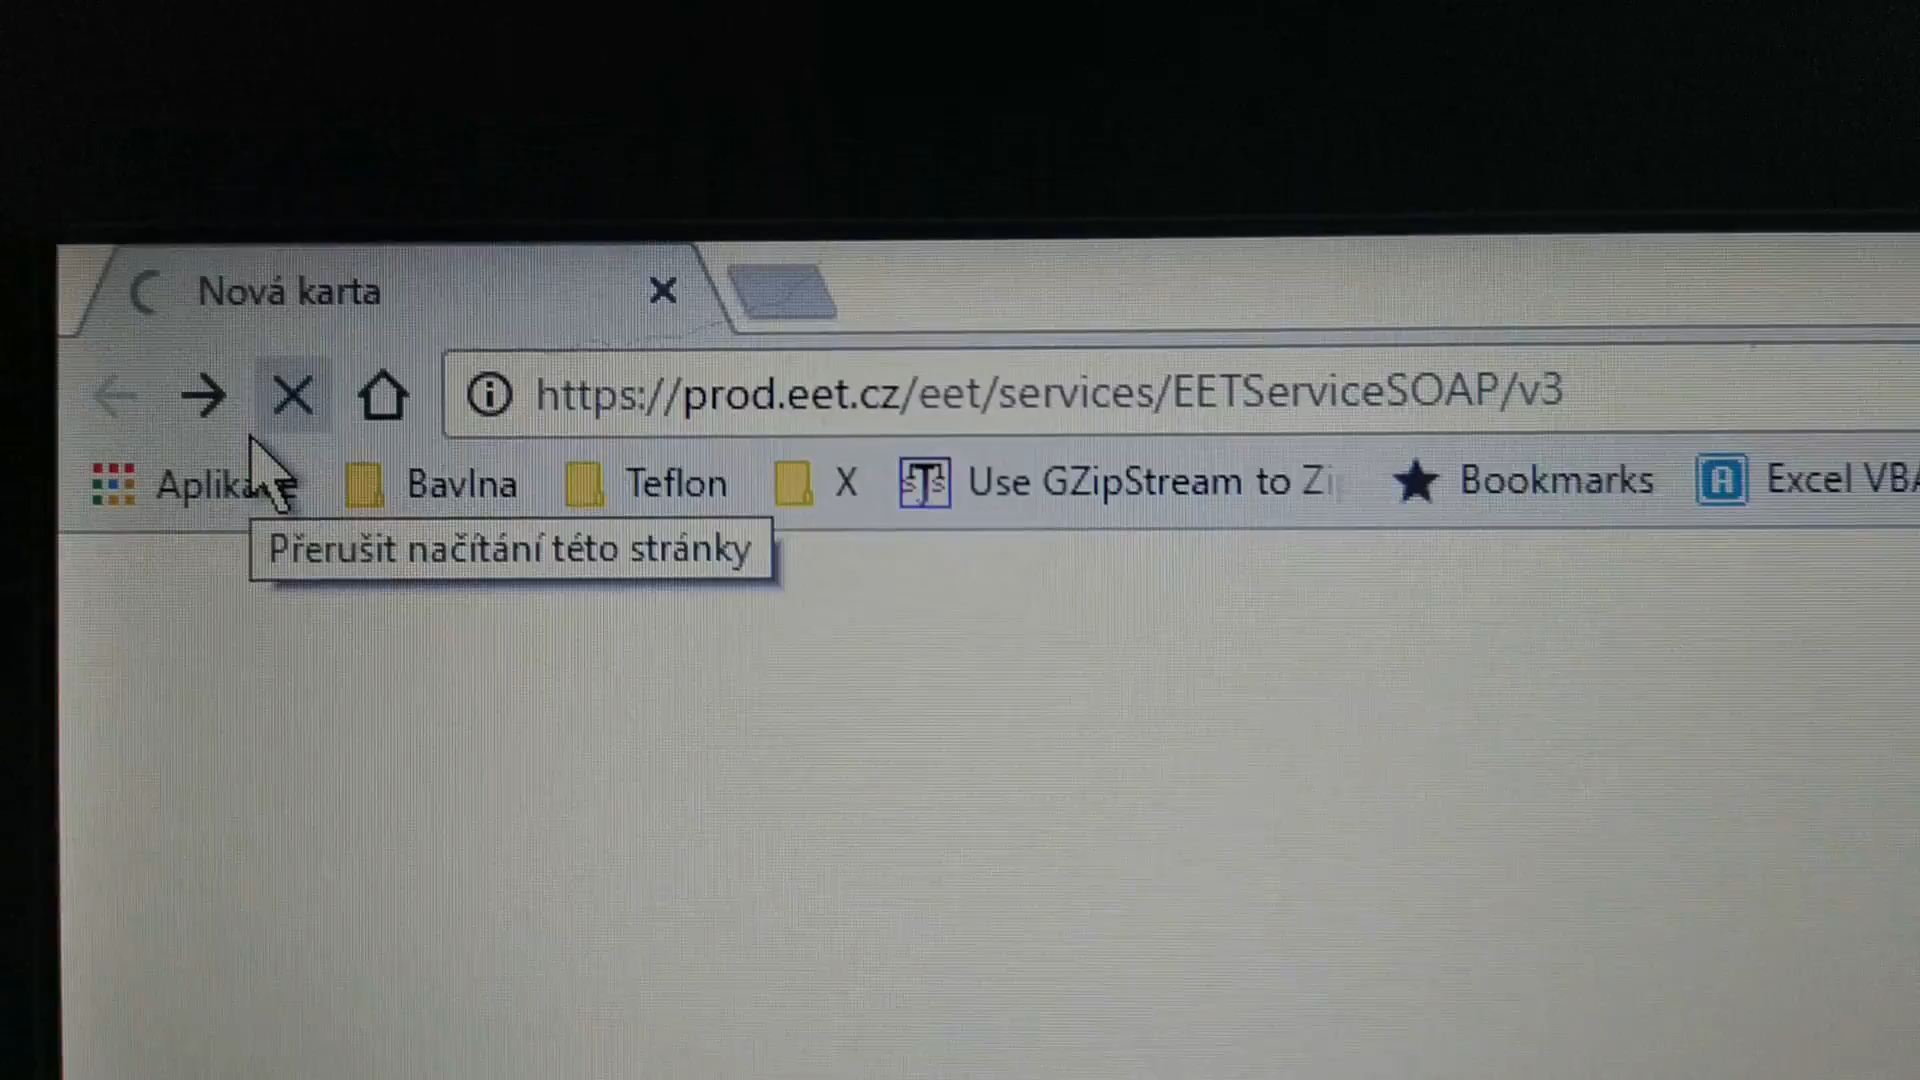 Nová karta
https://prod.eet.cz/eet/services/EETServiceSOAP/v3
Bavlna Teflon X Use GZipStream to Bookmarks Excel
Přerušit načítání této stránky